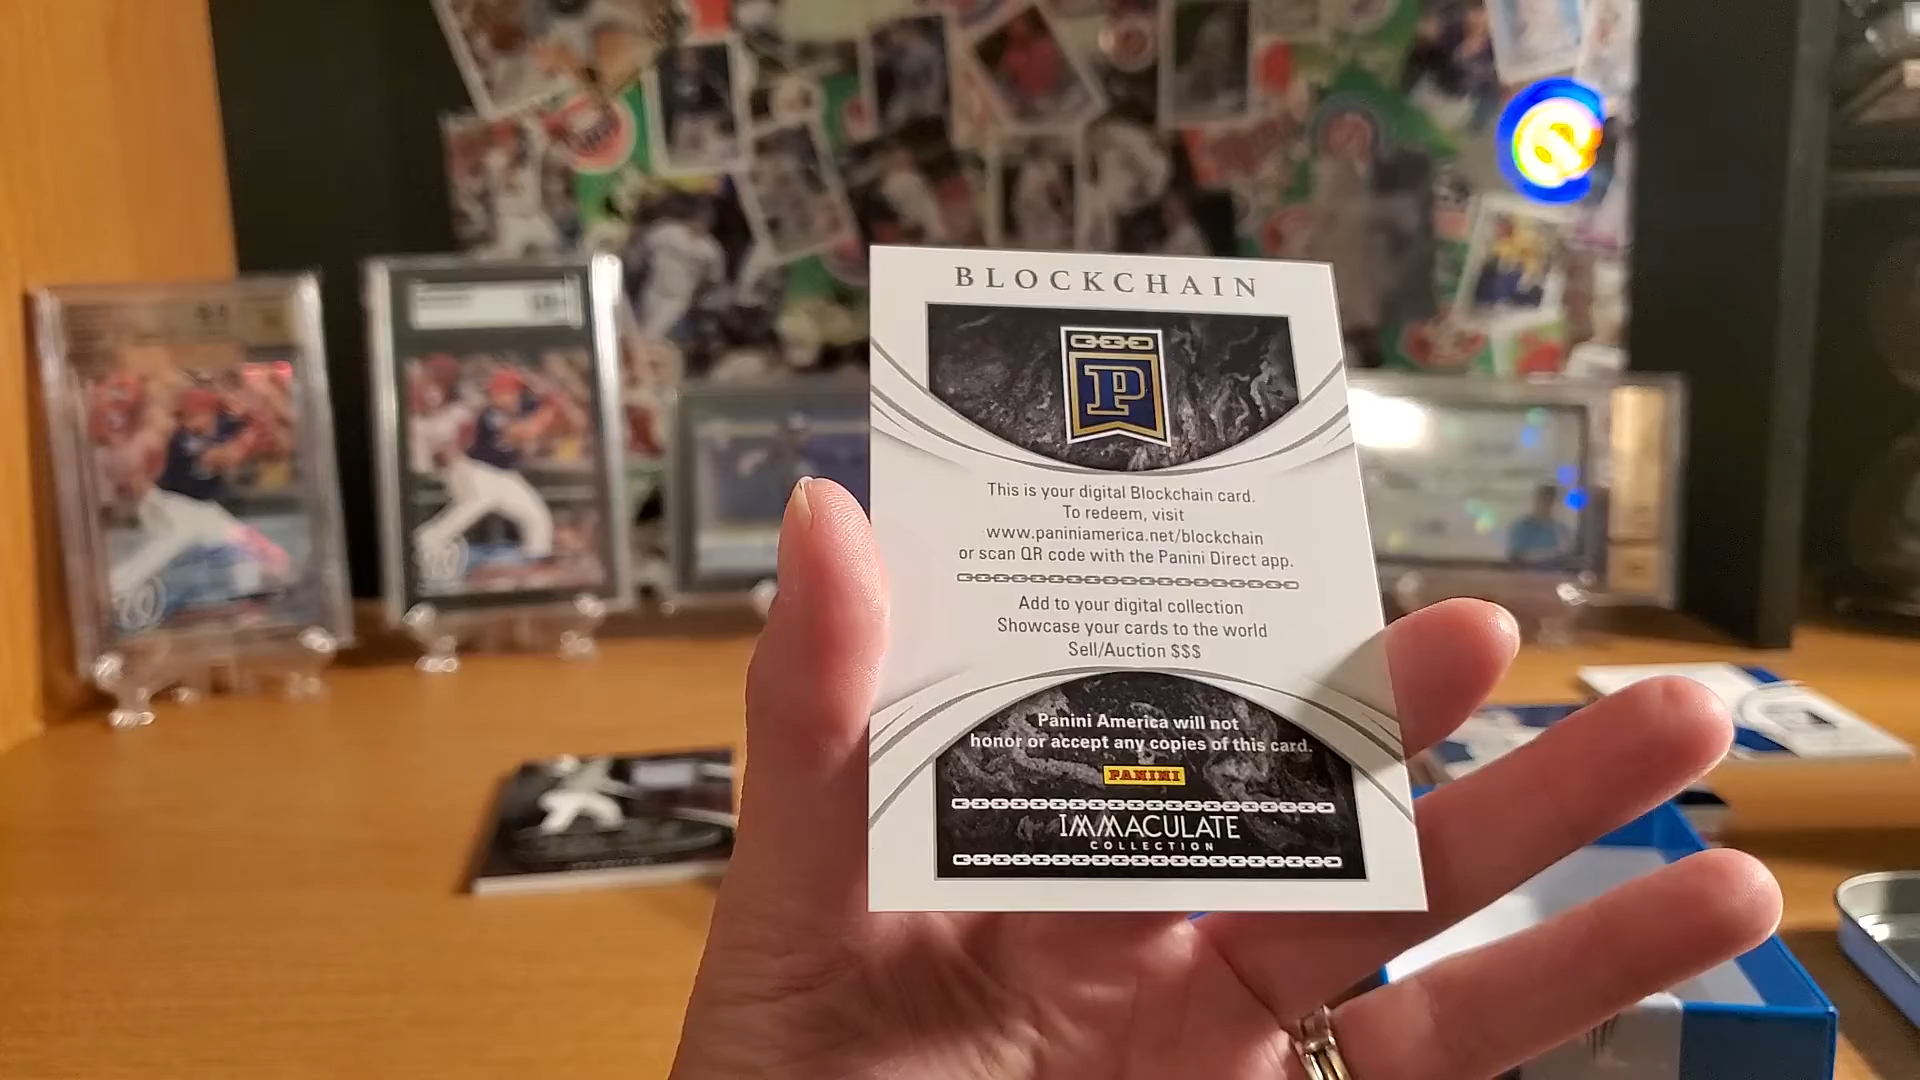 BLOCKCHAIN
P
This is your digital Blockchain card.
To redeem, visit
www.paniniamerica.net/blockchain
or scan QR code with the Panini Direct app.
Add to your digital collection
Showcase your cards to the world
Sell/Auction $$$
Panini America will not
honor or accept any copies of this card.
PANINI
IMMACULATE
COLLECTION